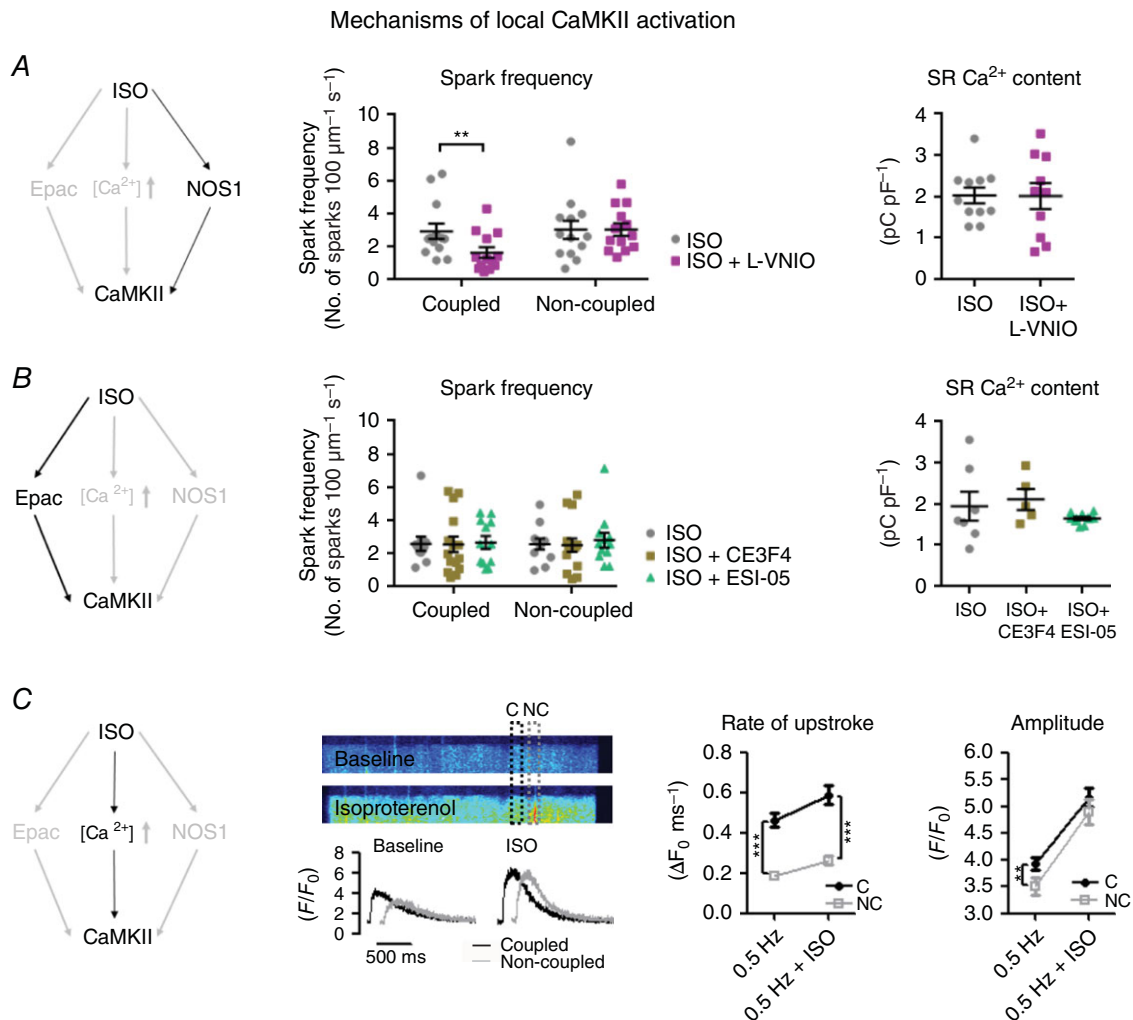 Mechanisms of local CaMKII activation
A
ISO
Epac
[Ca²⁺]
NOS1
CaMKII
Spark frequency
Spark frequency
(No. of sparks 100 μm⁻¹ s⁻¹)
10
8
6
4
2
0
**
Coupled
Non-coupled
ISO
ISO + L-VNIO
SR Ca²⁺ content
(pC pF⁻¹)
4
3
2
1
0
ISO
ISO+
L-VNIO
B
ISO
Epac
[Ca ²⁺]
NOS1
CaMKII
Spark frequency
Spark frequency
(No. of sparks 100 μm⁻¹ s⁻¹)
10
8
6
4
2
0
Coupled
Non-coupled
ISO
ISO + CE3F4
ISO + ESI-05
SR Ca²⁺ content
(pC pF⁻¹)
4
3
2
1
0
ISO
ISO+
CE3F4
ISO+
ESI-05
C
ISO
Epac
[Ca ²⁺]
NOS1
CaMKII
C NC
Baseline
Isoproterenol
Baseline
ISO
(F/F₀)
8
6
4
2
0
500 ms
Coupled
Non-coupled
Rate of upstroke
(ΔF₀ ms⁻¹)
0.8
0.6
0.4
0.2
0.0
***
***
C
NC
0.5 Hz
0.5 Hz + ISO
Amplitude
(F/F₀)
6.0
5.5
5.0
4.5
4.0
3.5
3.0
**
C
NC
0.5 Hz
0.5 Hz + ISO